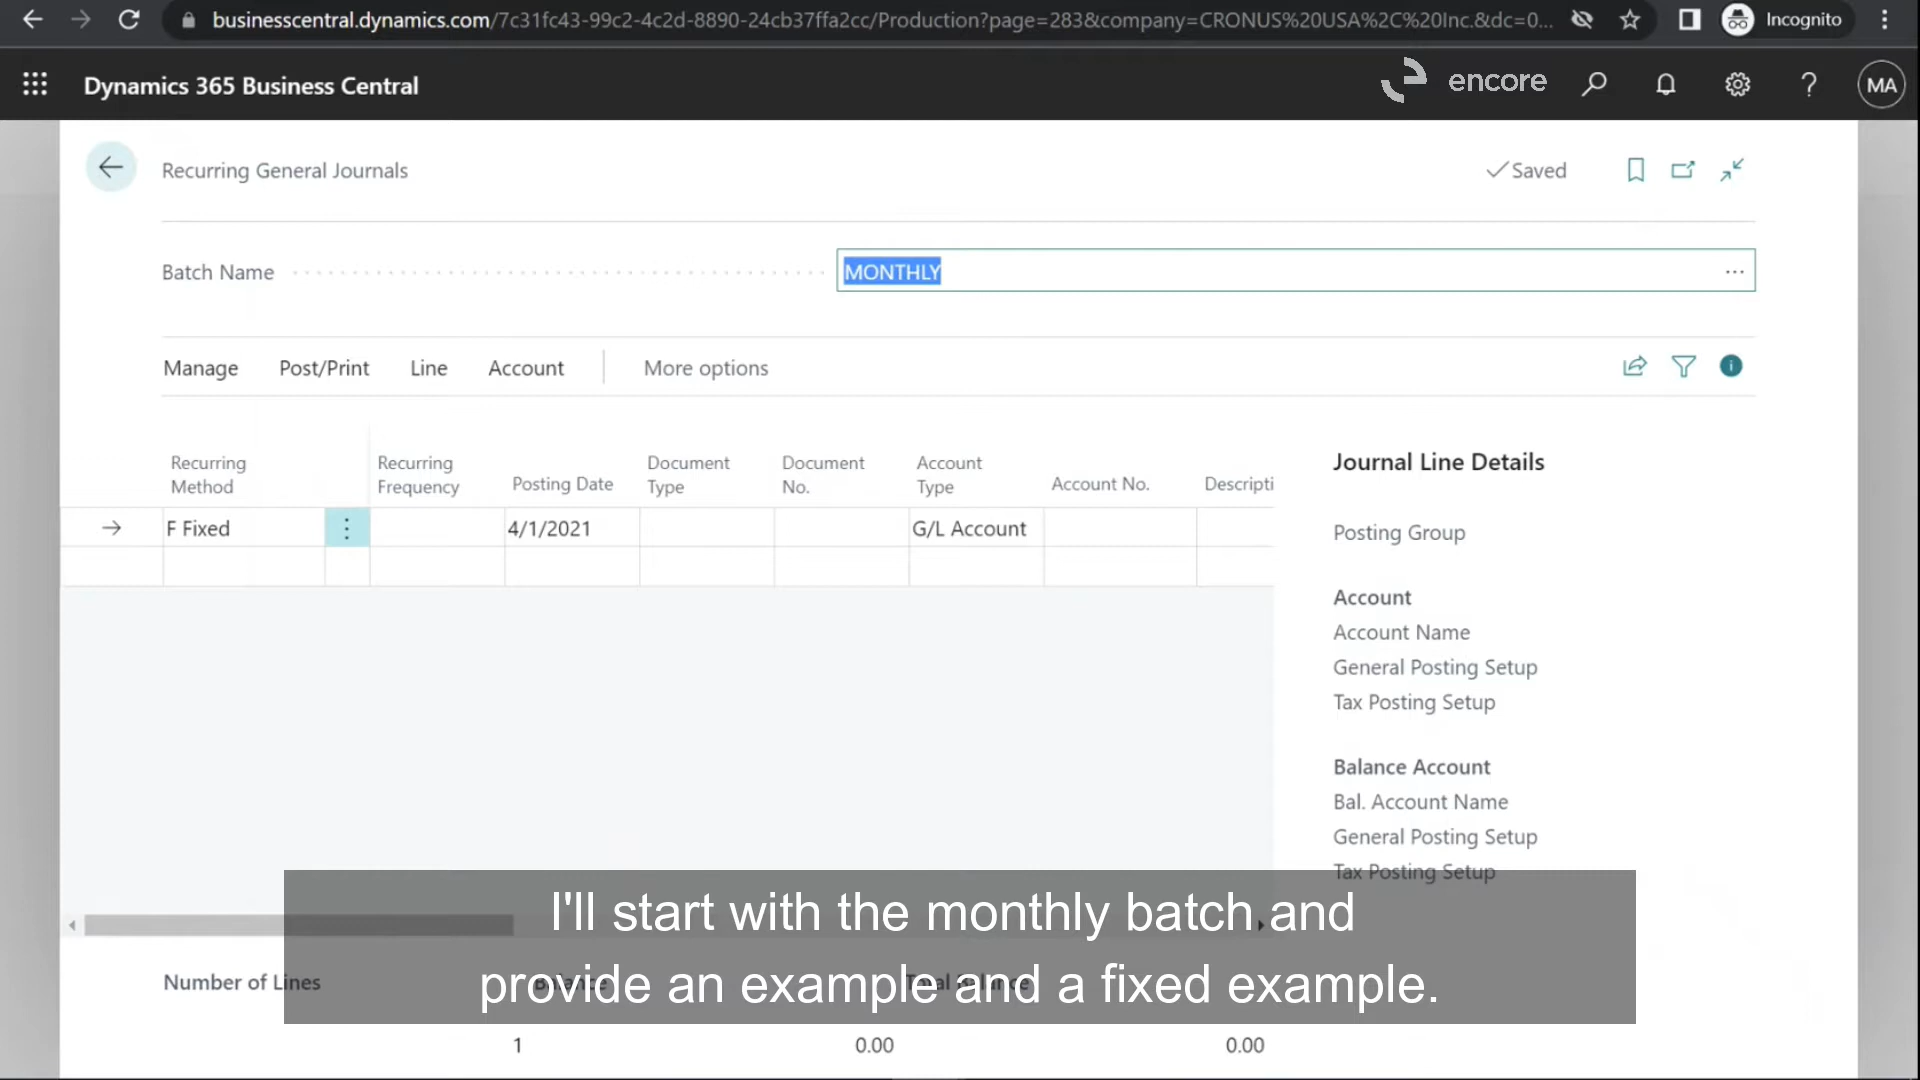 businesscentral.dynamics.com/7c31fc43-99c2-4c2d-8890-24cb37ffa2cc/Production?page=283&company=CRONUS%20USA%2C%20Inc.&dc=0...
Incognito
Dynamics 365 Business Central
encore
?
MA
Recurring General Journals
Saved
Batch Name
MONTHLY
...
Manage
Post/Print
Line
Account
More options
Recurring Method
Recurring Frequency
Posting Date
Document Type
Document No.
Account Type
Account No.
Descripti
F Fixed
4/1/2021
G/L Account
Journal Line Details
Posting Group
Account
Account Name
General Posting Setup
Tax Posting Setup
Balance Account
Bal. Account Name
General Posting Setup
Tax Posting Setup
I'll start with the monthly batch and
provide an example and a fixed example.
Number of Lines
Balance
Total Balance
1
0.00
0.00